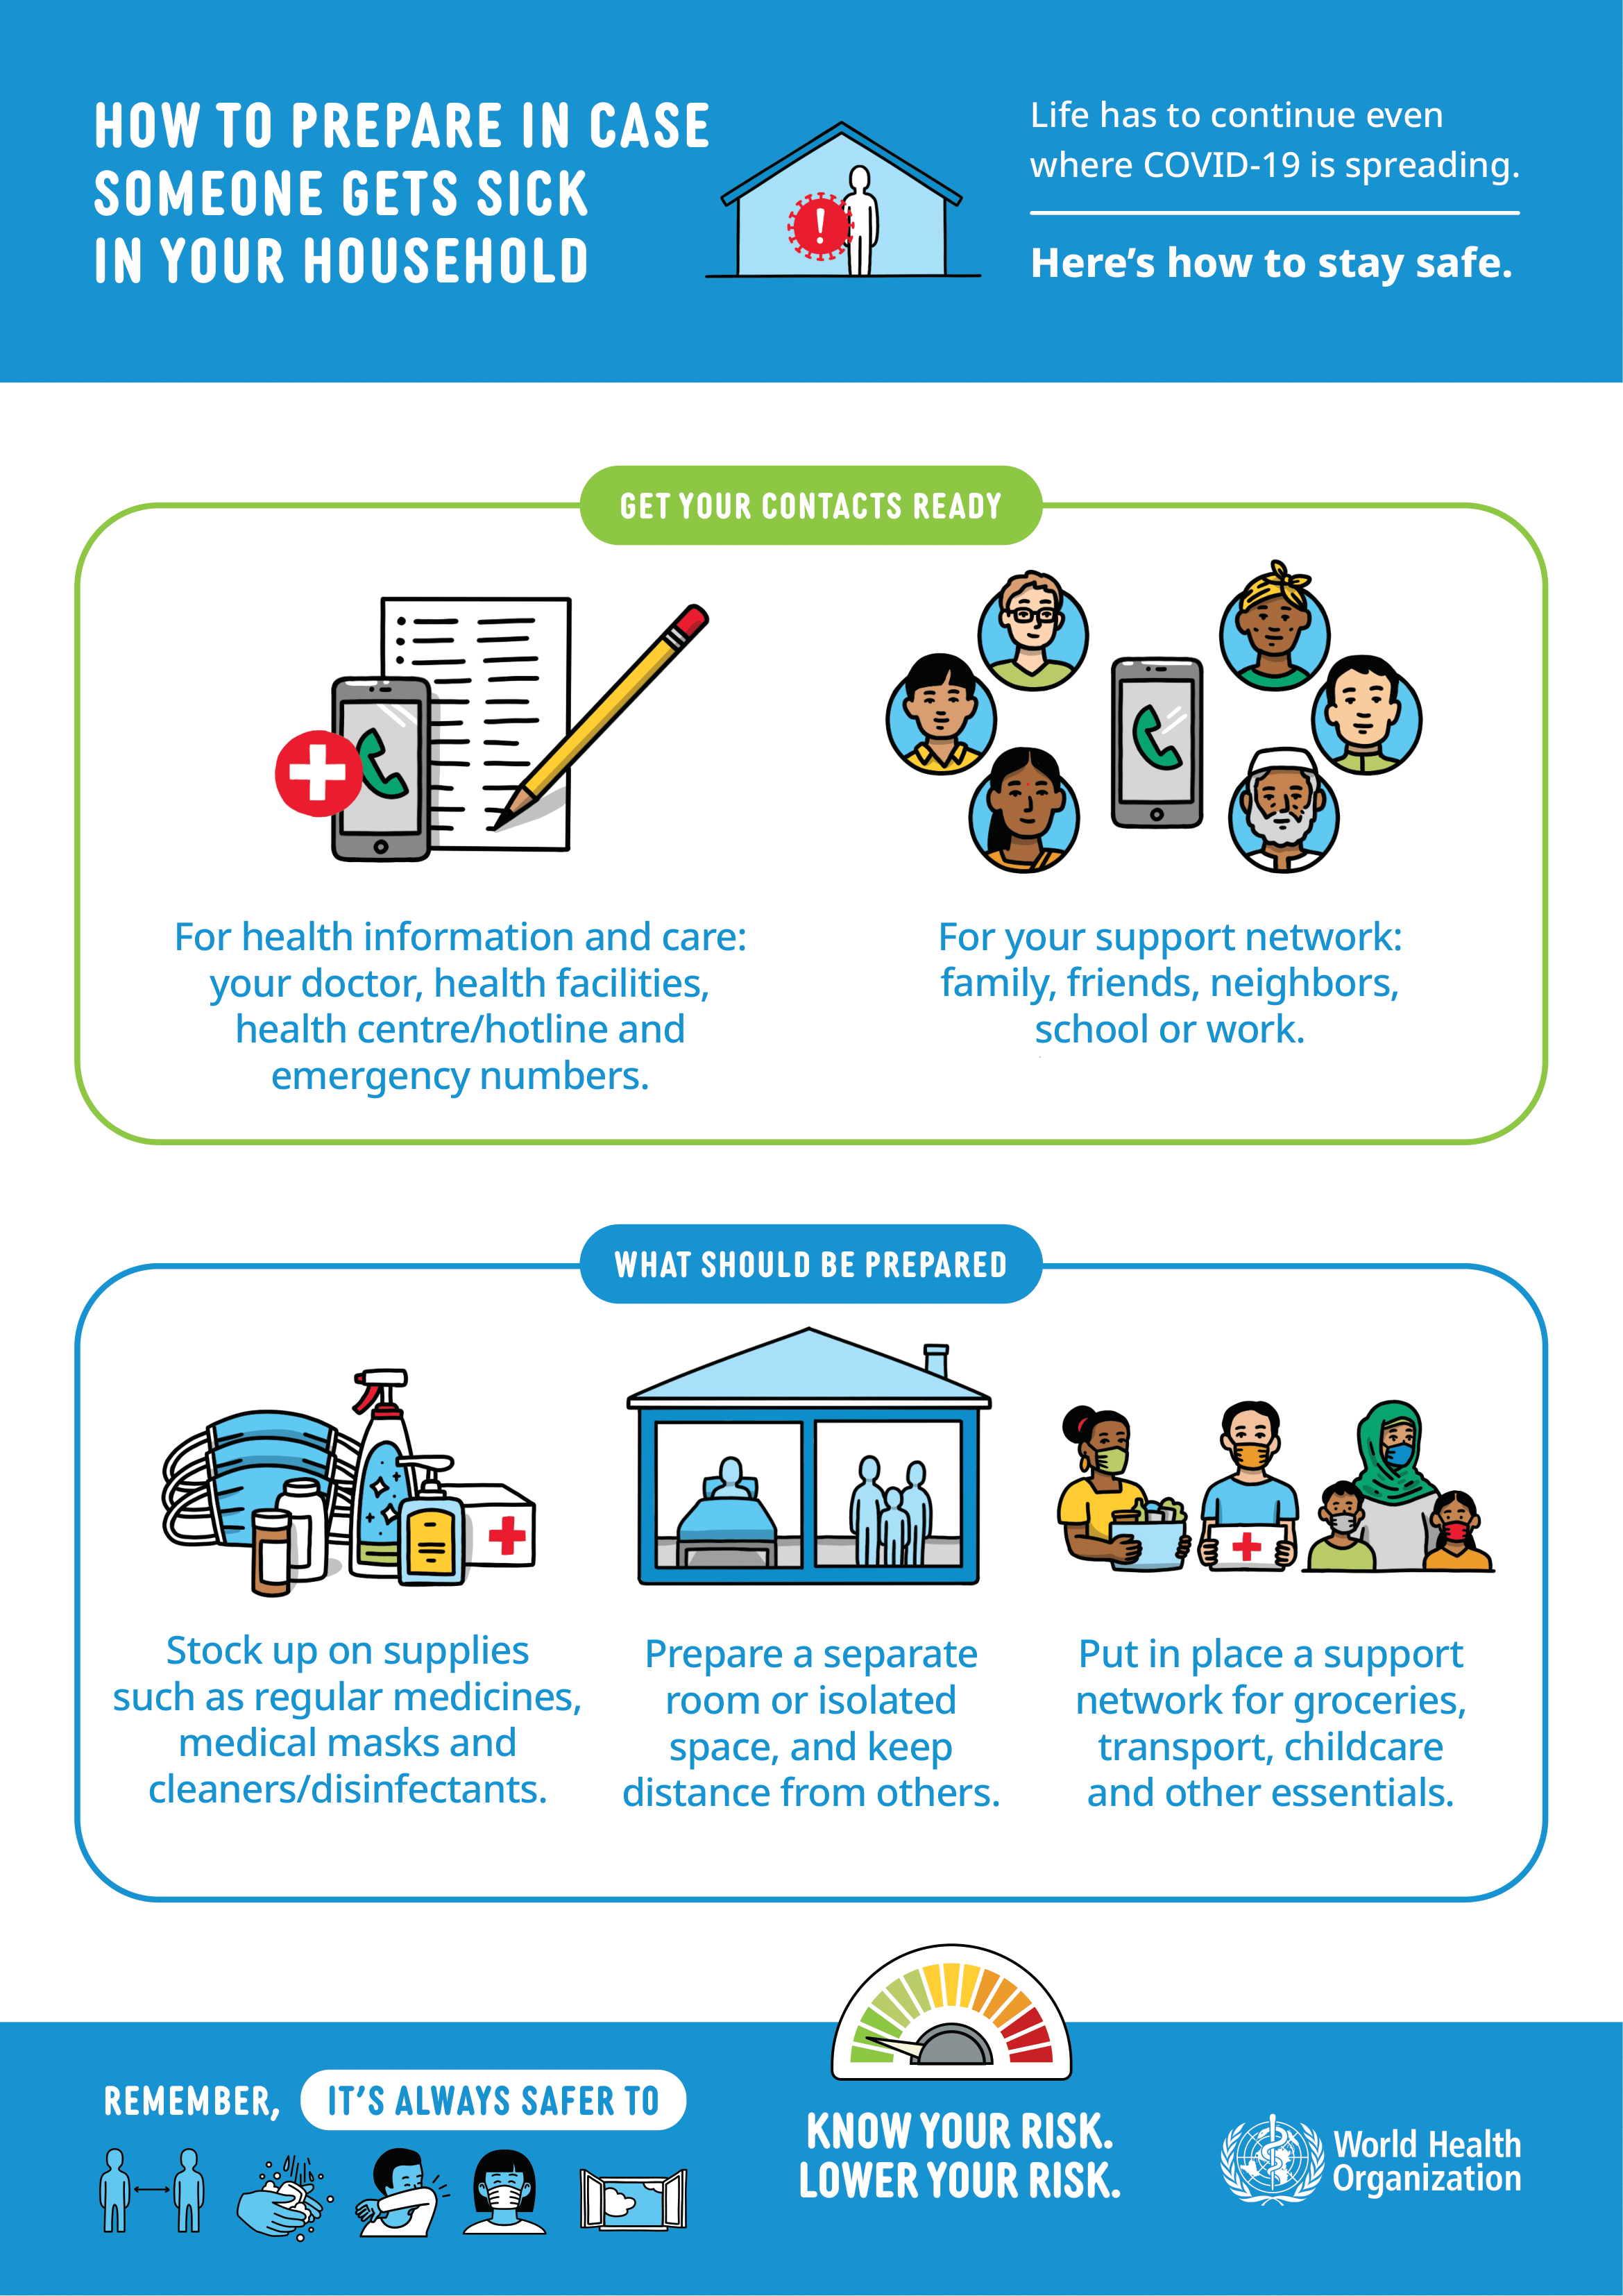 HOW TO PREPARE IN CASE
SOMEONE GETS SICK
IN YOUR HOUSEHOLD
Life has to continue even
where COVID-19 is spreading.
Here's how to stay safe.
GET YOUR CONTACTS READY
For health information and care:
your doctor, health facilities,
health centre/hotline and
emergency numbers.
For your support network:
family, friends, neighbors,
school or work.
WHAT SHOULD BE PREPARED
Stock up on supplies
such as regular medicines,
medical masks and
cleaners/disinfectants.
Prepare a separate
room or isolated
space, and keep
distance from others.
Put in place a support
network for groceries,
transport, childcare
and other essentials.
REMEMBER, IT'S ALWAYS SAFER TO
KNOW YOUR RISK.
LOWER YOUR RISK.
World Health
Organization